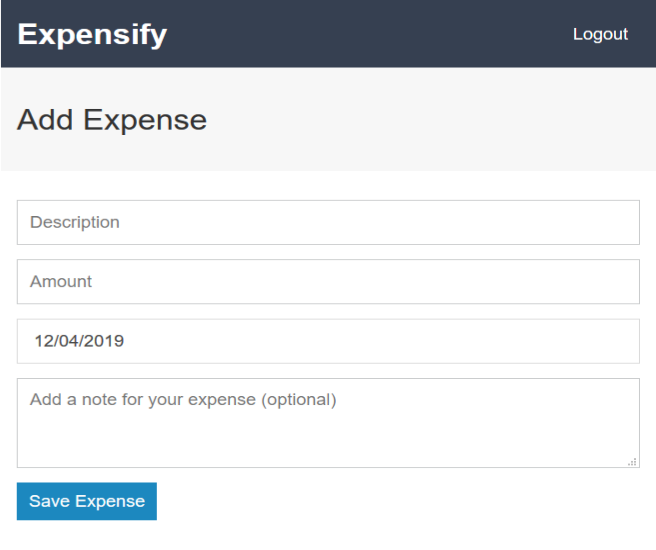 Expensify
Logout
Add Expense
Description
Amount
12/04/2019
Add a note for your expense (optional)
Save Expense